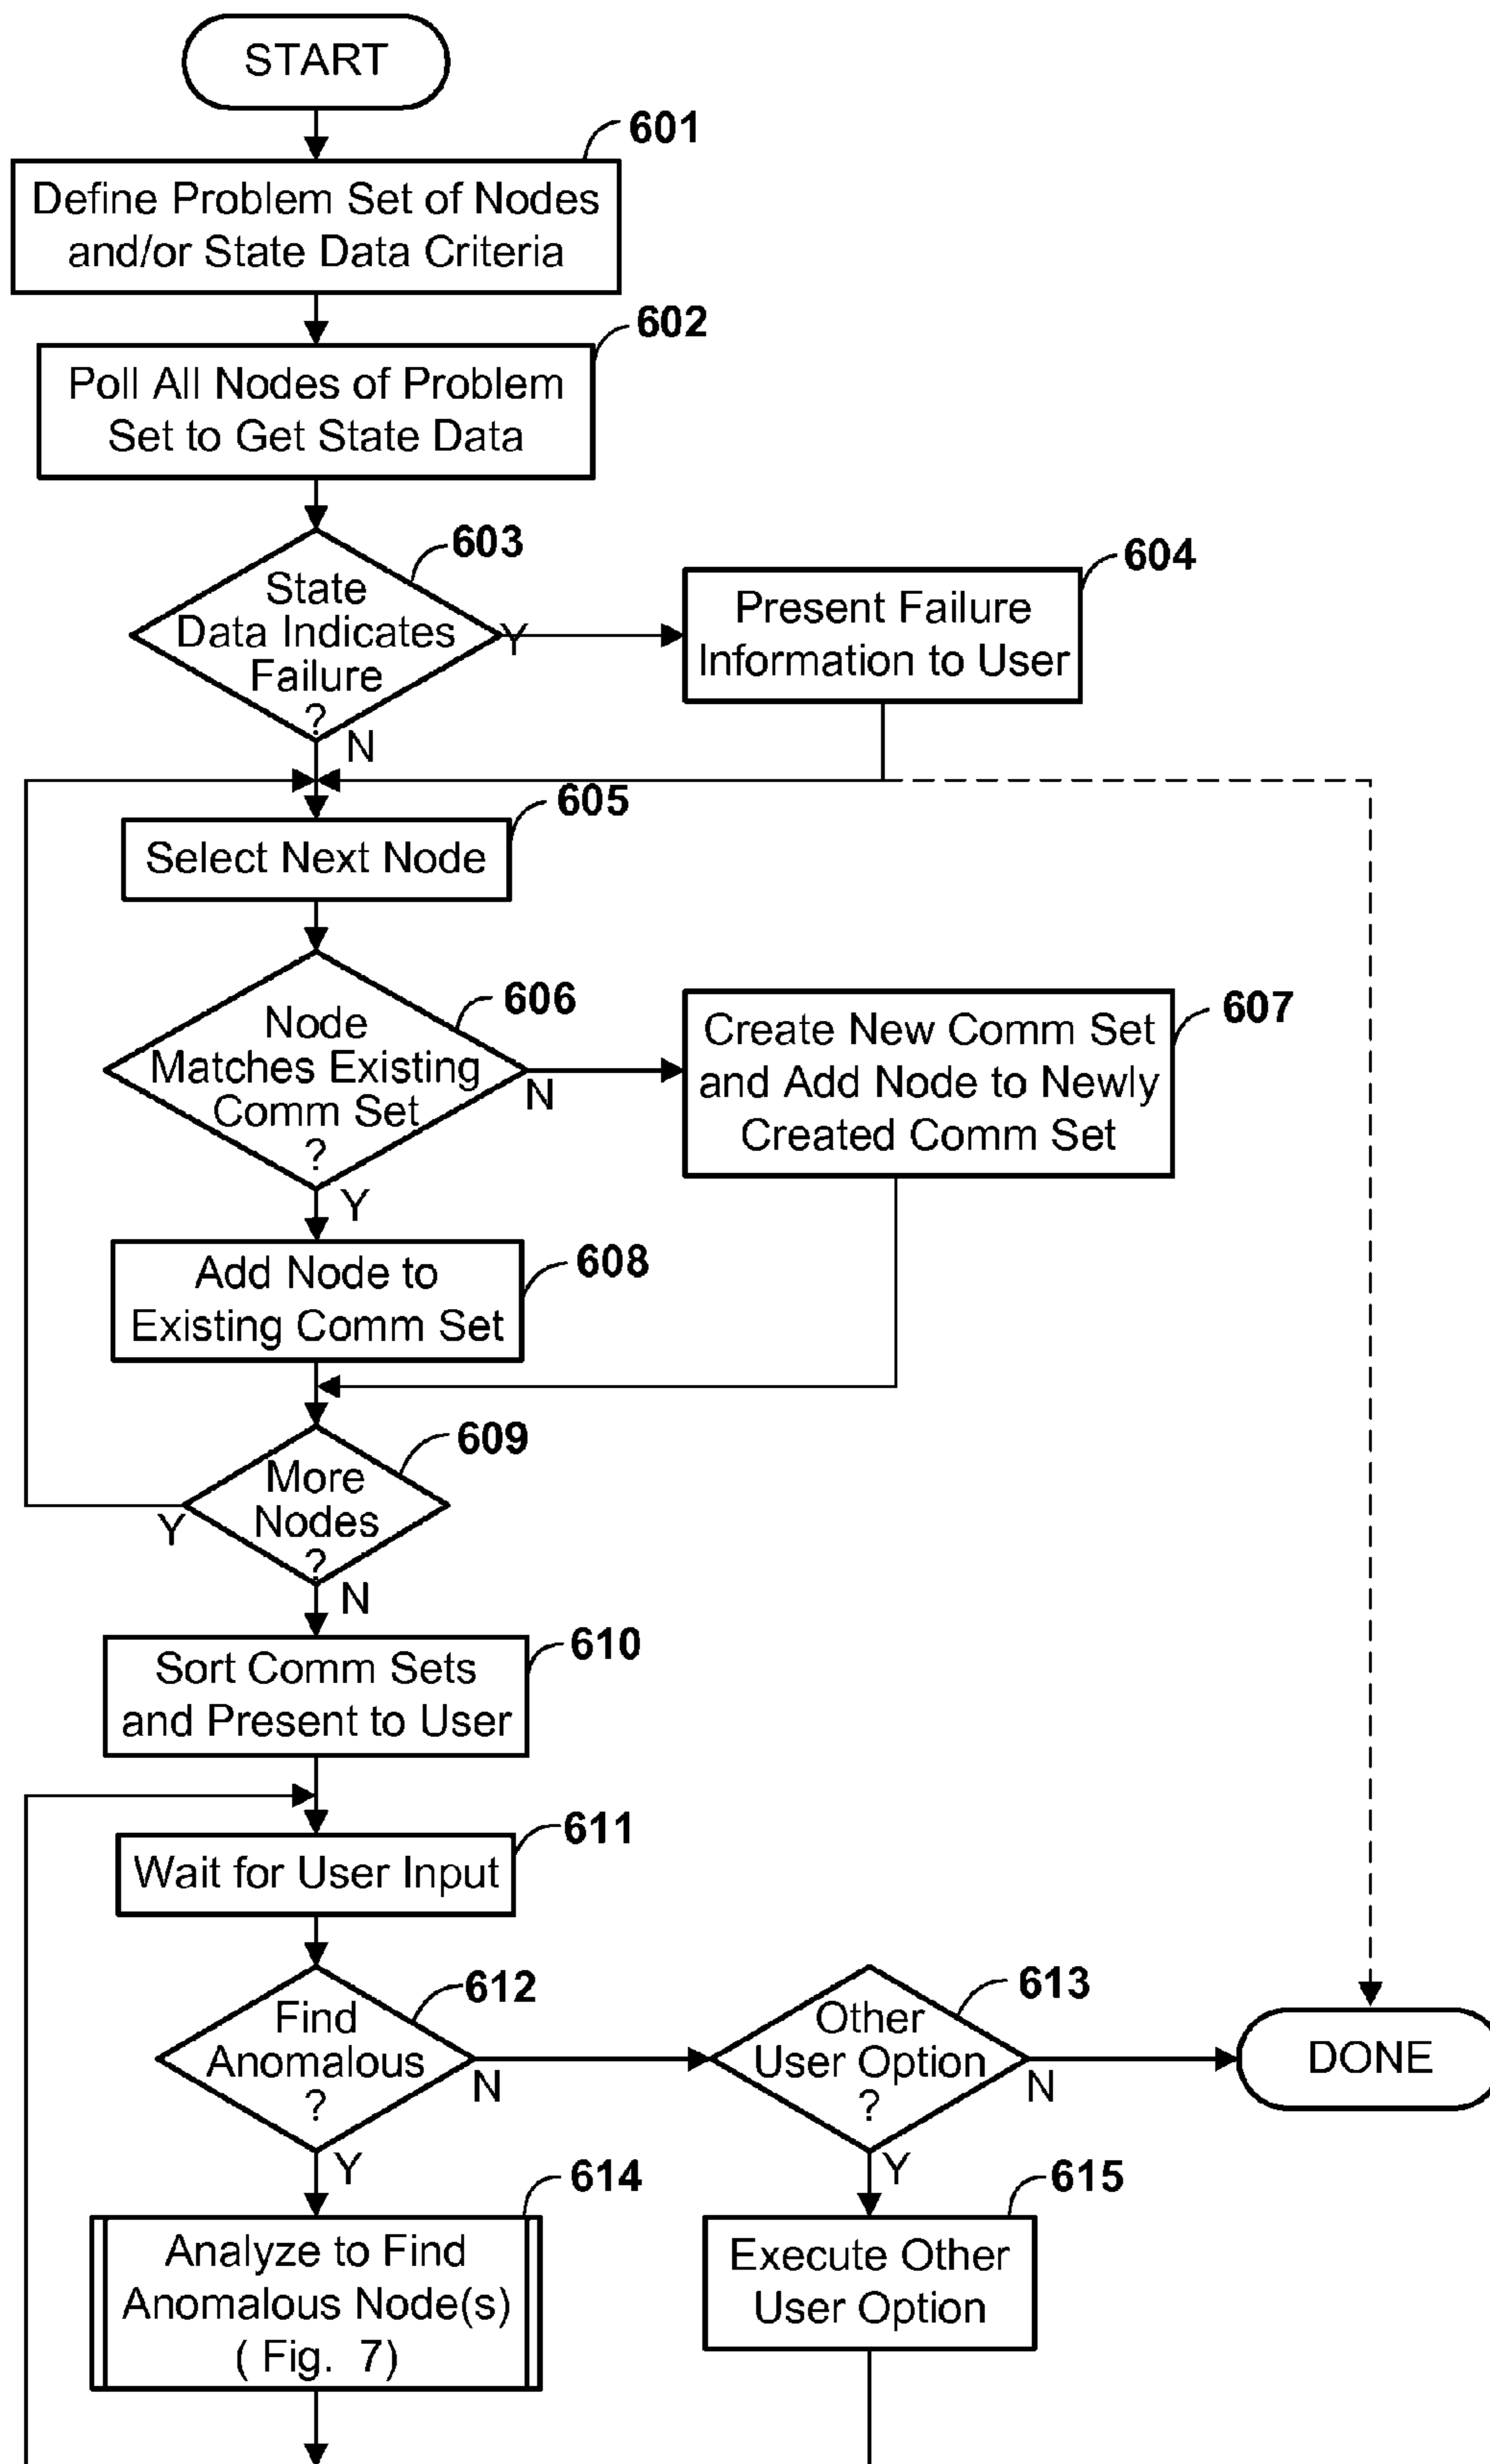 START
601
Define Problem Set of Nodes
and/or State Data Criteria
602
Poll All Nodes of Problem
Set to Get State Data
603
State
Data Indicates
Failure
?
Y
N
604
Present Failure
Information to User
605
Select Next Node
606
Node
Matches Existing
Comm Set
?
N
Y
607
Create New Comm Set
and Add Node to Newly
Created Comm Set
608
Add Node to
Existing Comm Set
609
More
Nodes
?
Y
N
610
Sort Comm Sets
and Present to User
611
Wait for User Input
612
Find
Anomalous
?
N
Y
613
Other
User Option
?
N
Y
DONE
614
Analyze to Find
Anomalous Node(s)
( Fig. 7)
615
Execute Other
User Option